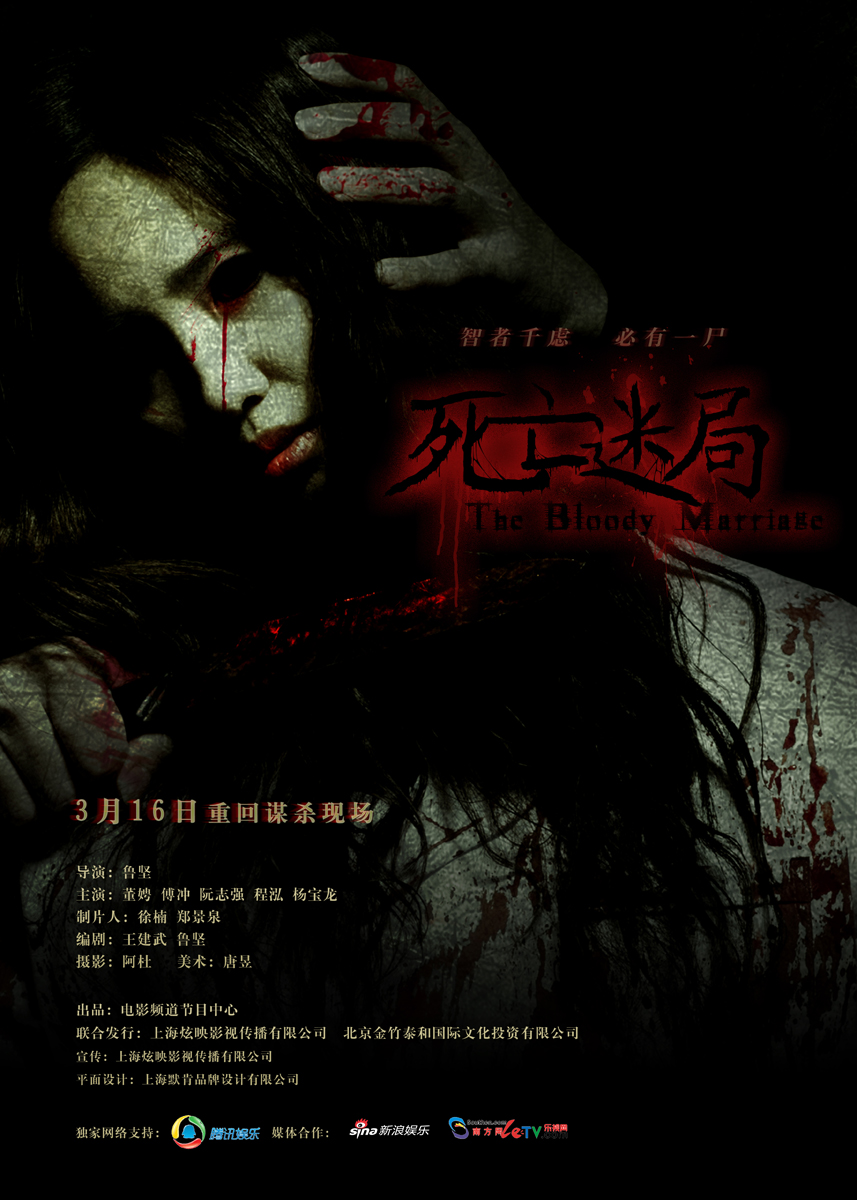 智者千虑 必有一尸
死亡迷局
The Bloody Marriage
3月16日 重回谋杀现场
导演：鲁坚
主演：董娉 傅冲 阮志强 程泓 杨宝龙
制片人：徐楠 郑景泉
编剧：王建武 鲁坚
摄影：阿杜 美术：唐昱
出品：电影频道节目中心
联合发行：上海炫映影视传播有限公司 北京金竹泰和国际文化投资有限公司
宣传：上海炫映影视传播有限公司
平面设计：上海默肯品牌设计有限公司
独家网络支持： 腾讯娱乐 媒体合作： sina 新浪娱乐 Southcn.com 南方网 LeTV.com 乐视网